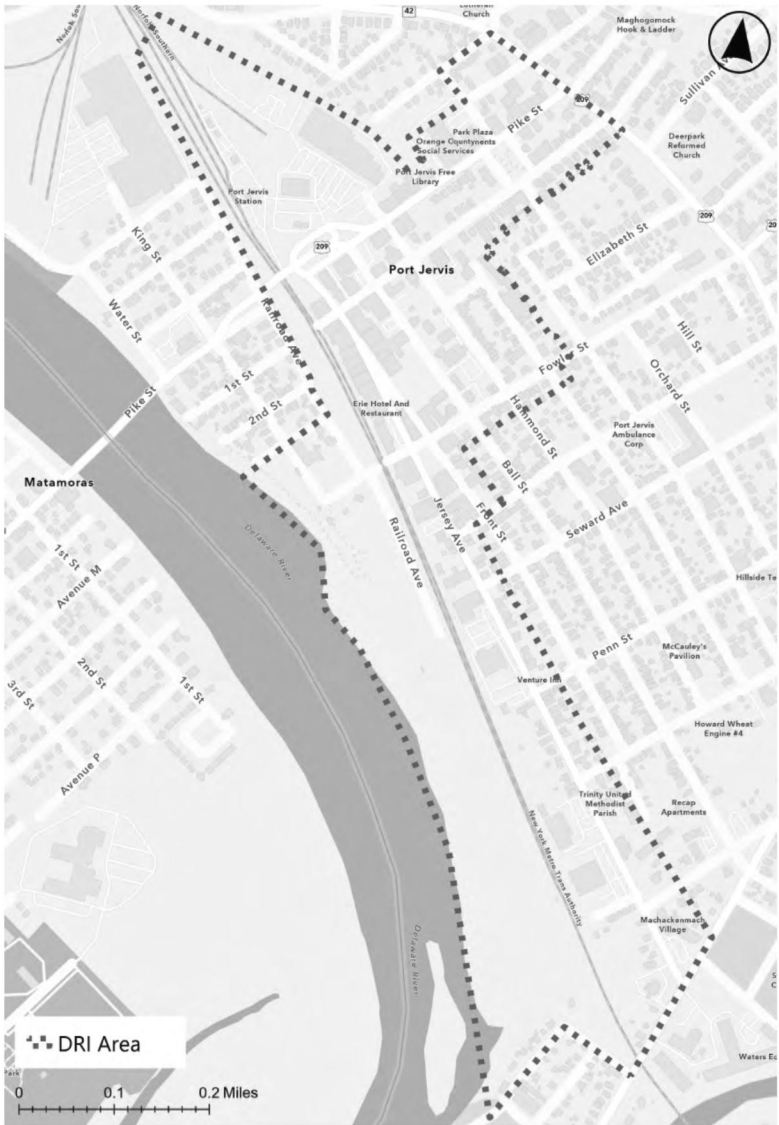 42
Church
Maghogomock
Hook & Ladder
Norfolk Southern
Sullivan
Pike St
209
Park Plaza
Orange Countynents
Social Services
Deerpark
Reformed
Church
Port Jervis Free
Library
Port Jervis
Station
King St
209
Elizabeth St
209
20
Port Jervis
Water St
Railroad Ave
Hill St
Fowler St
Orchard St
1st St
Pike St
2nd St
Erie Hotel And
Restaurant
Hammond St
Port Jervis
Ambulance
Corp
Matamoras
Ball St
Front St
Jersey Ave
Seward Ave
Delaware River
Railroad Ave
1st St
Avenue M
Hillside Te
Penn St
McCauley's
Pavilion
2nd St
1st St
3rd St
Venture Inn
Howard Wheat
Engine #4
Avenue P
Trinity United
Methodist
Parish
Recap
Apartments
New York Metro Trans Authority
Machackenmach
Village
Delaware River
S
C
DRI Area
Waters Ed
ark
0 0.1 0.2 Miles